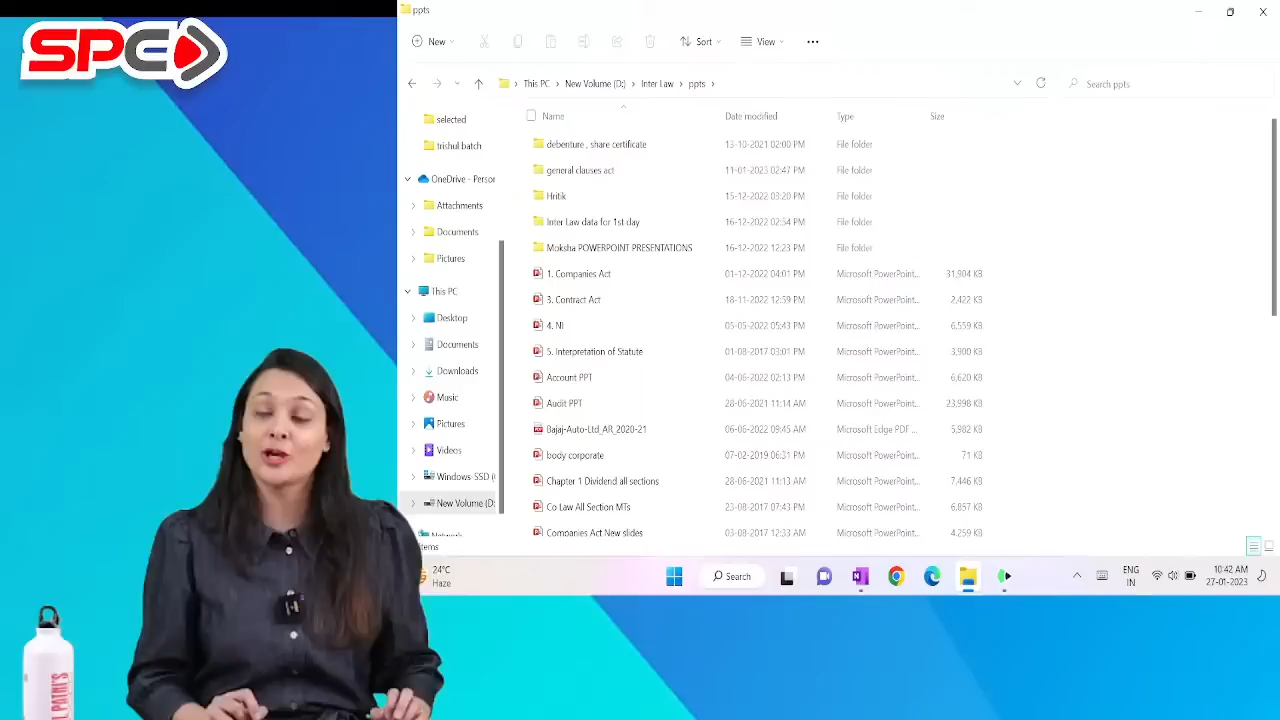 SPC
ppts
New
Sort
View
This PC
New Volume (D:)
Inter Law
ppts
Search ppts
Name
Date modified
Type
Size
selected
trishul batch
OneDrive - Person
Attachments
Documents
Pictures
This PC
Desktop
Documents
Downloads
Music
Pictures
Videos
Windows-SSD (
New Volume (D:
debenture , share certificate 13-10-2021 02:00 PM File folder
general clauses act 11-01-2023 02:47 PM File folder
Hritik 15-12-2022 03:20 PM File folder
Inter Law data for 1st day 16-12-2022 02:54 PM File folder
Moksha POWERPOINT PRESENTATIONS 16-12-2022 12:23 PM File folder
1. Companies Act 01-12-2022 04:01 PM Microsoft PowerPoint... 31,904 KB
3. Contract Act 18-11-2022 12:59 PM Microsoft PowerPoint... 2,422 KB
4. NI 05-05-2022 05:43 PM Microsoft PowerPoint... 6,559 KB
5. Interpretation of Statute 01-08-2017 03:01 PM Microsoft PowerPoint... 3,900 KB
Account PPT 04-06-2022 02:13 PM Microsoft PowerPoint... 6,620 KB
Audit PPT 28-06-2021 11:14 AM Microsoft PowerPoint... 23,998 KB
Bajaj-Auto-Ltd_AR_2020-21 06-06-2022 09:45 AM Microsoft Edge PDF ... 5,982 KB
body corporate 07-02-2019 06:31 PM Microsoft PowerPoint... 71 KB
Chapter 1 Dividend all sections 28-06-2021 11:13 AM Microsoft PowerPoint... 7,446 KB
Co Law All Section MTs 23-08-2017 07:43 PM Microsoft PowerPoint... 6,857 KB
Companies Act New slides 03-08-2017 12:33 AM Microsoft PowerPoint... 4,259 KB
items
24°C
Haze
Search
ENG
IN
10:42 AM
27-01-2023